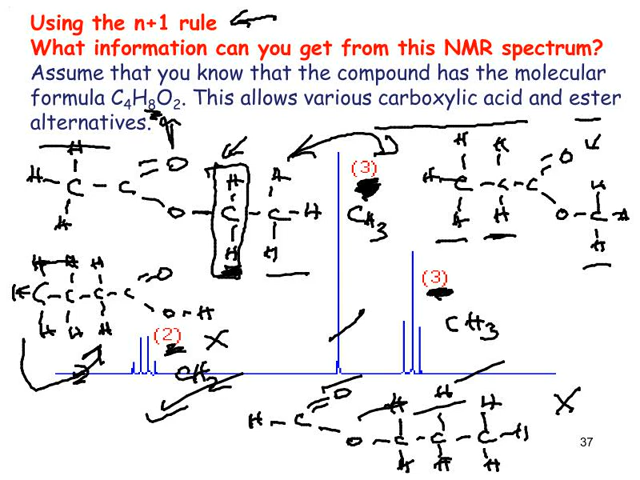 Using the n+1 rule
What information can you get from this NMR spectrum?
Assume that you know that the compound has the molecular
formula C₄H₈O₂. This allows various carboxylic acid and ester
alternatives.
H O H H H H O
H-C-C (3) H-C-C-C H
H O-C-C-H CH₃ H H O-C-H
H H H
H H H O (3)
H-C-C-C-C
H H H O-H CH₃
(2) X
2 CH₂
O H H H X
H-C
O-C-C-C-H
H H H
37